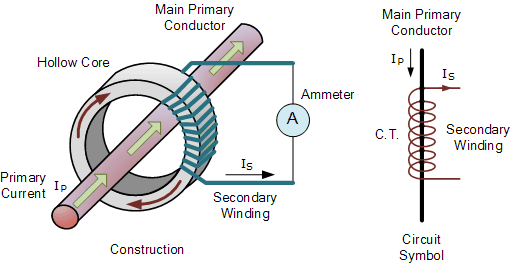 Main Primary
Conductor
Hollow Core
Ammeter
A
Primary
Current
IP
IS
Secondary
Winding
Construction
Main Primary
Conductor
IP
IS
C.T.
Secondary
Winding
Circuit
Symbol